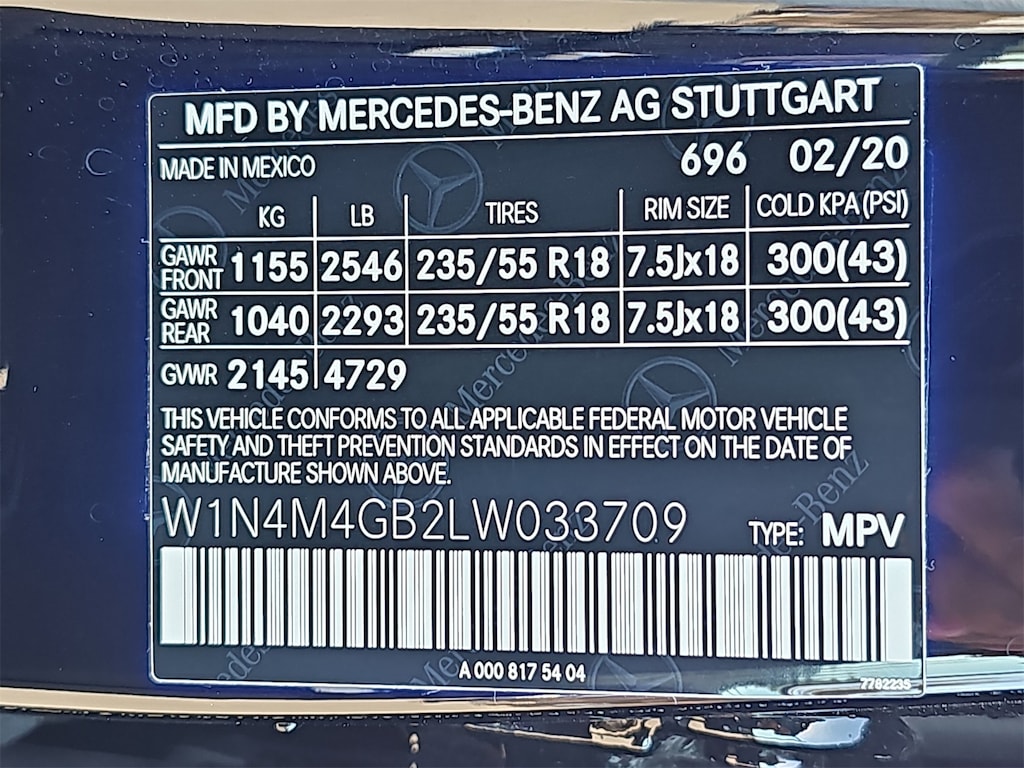 MFD BY MERCEDES-BENZ AG STUTTGART
MADE IN MEXICO 696 02/20
KG LB TIRES RIM SIZE COLD KPA (PSI)
GAWR FRONT 1155 2546 235/55 R18 7.5Jx18 300(43)
GAWR REAR 1040 2293 235/55 R18 7.5Jx18 300(43)
GVWR 2145 4729
THIS VEHICLE CONFORMS TO ALL APPLICABLE FEDERAL MOTOR VEHICLE
SAFETY AND THEFT PREVENTION STANDARDS IN EFFECT ON THE DATE OF
MANUFACTURE SHOWN ABOVE.
W1N4M4GB2LW033709 TYPE: MPV
A 000 817 54 04
778223S